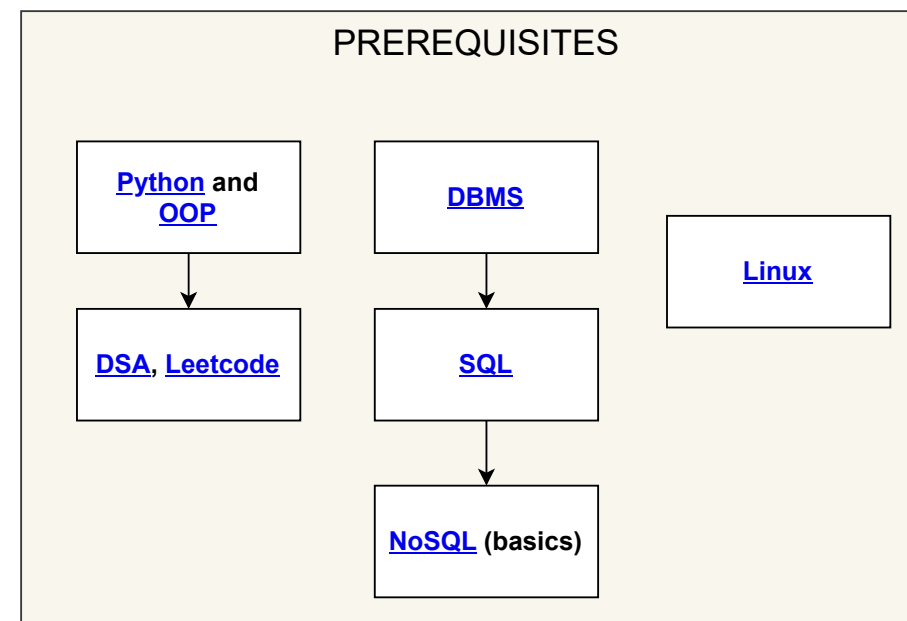 PREREQUISITES
Python and
OOP
DSA, Leetcode
DBMS
SQL
NoSQL (basics)
Linux